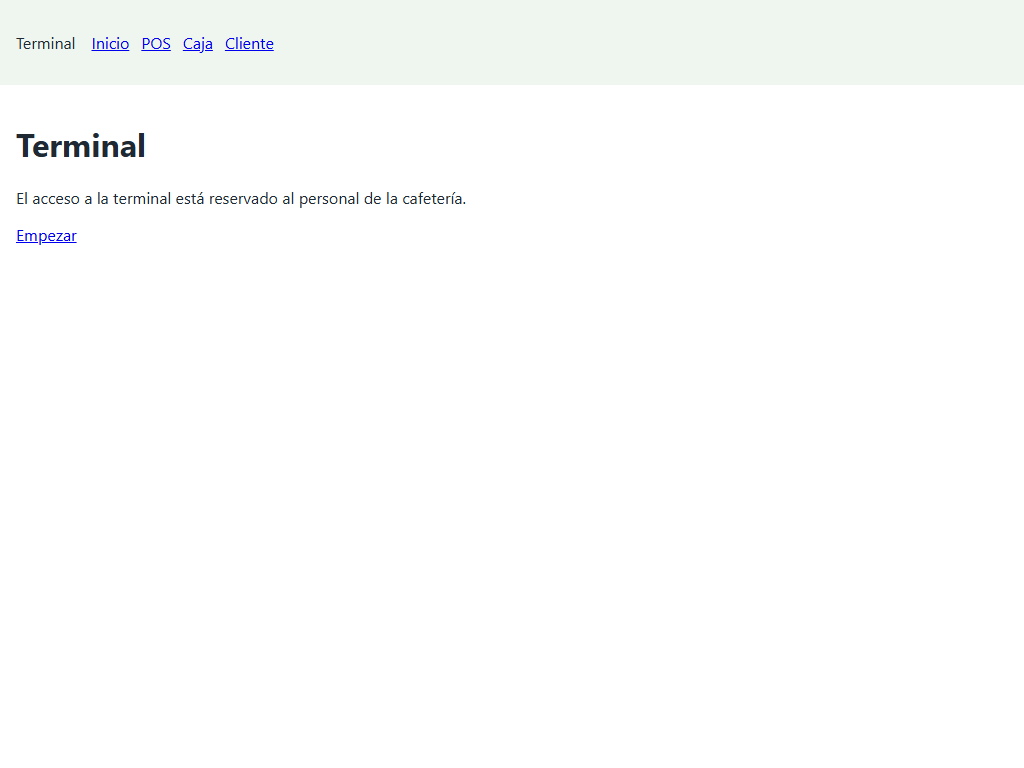 Terminal Inicio POS Caja Cliente
Terminal
El acceso a la terminal está reservado al personal de la cafetería.
Empezar